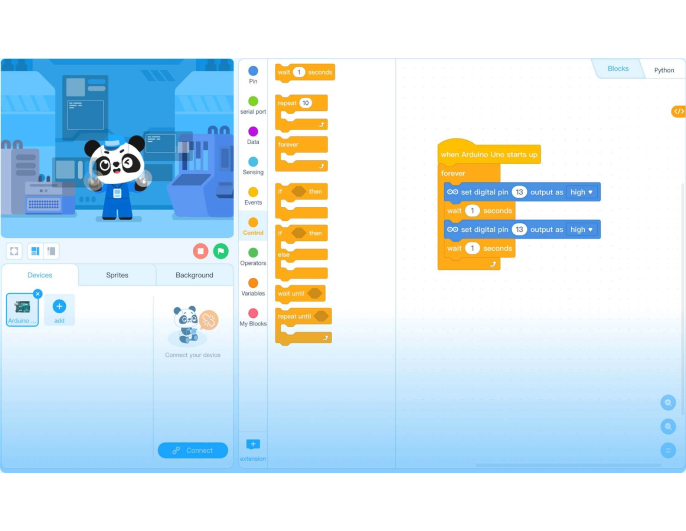 Blocks
Python
</>
Pin
serial port
Data
Sensing
Events
Control
Operators
Variables
My Blocks
extension
wait 1 seconds
repeat 10
forever
if then
if then
else
wait until
repeat until
when Arduino Uno starts up
forever
set digital pin 13 output as high
wait 1 seconds
set digital pin 13 output as high
wait 1 seconds
Devices
Sprites
Background
Arduino ...
add
Connect your device
Connect